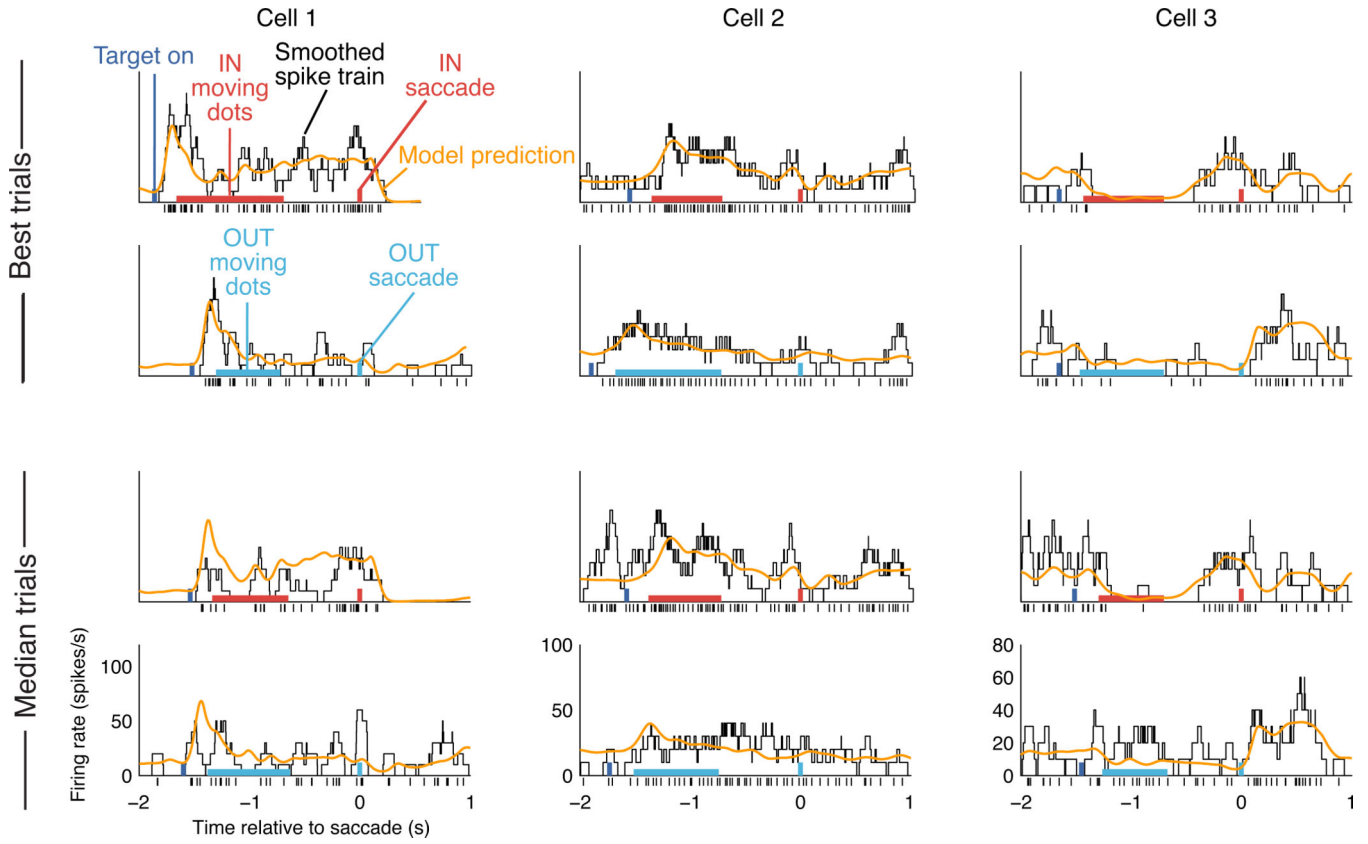 Cell 1
Cell 2
Cell 3
Best trials
Target on
IN
moving
dots
Smoothed
spike train
IN
saccade
Model prediction
OUT
moving
dots
OUT
saccade
Median trials
Firing rate (spikes/s)
100
50
0
100
50
0
80
60
40
20
0
−2
−1
0
1
−2
−1
0
1
−2
−1
0
1
Time relative to saccade (s)